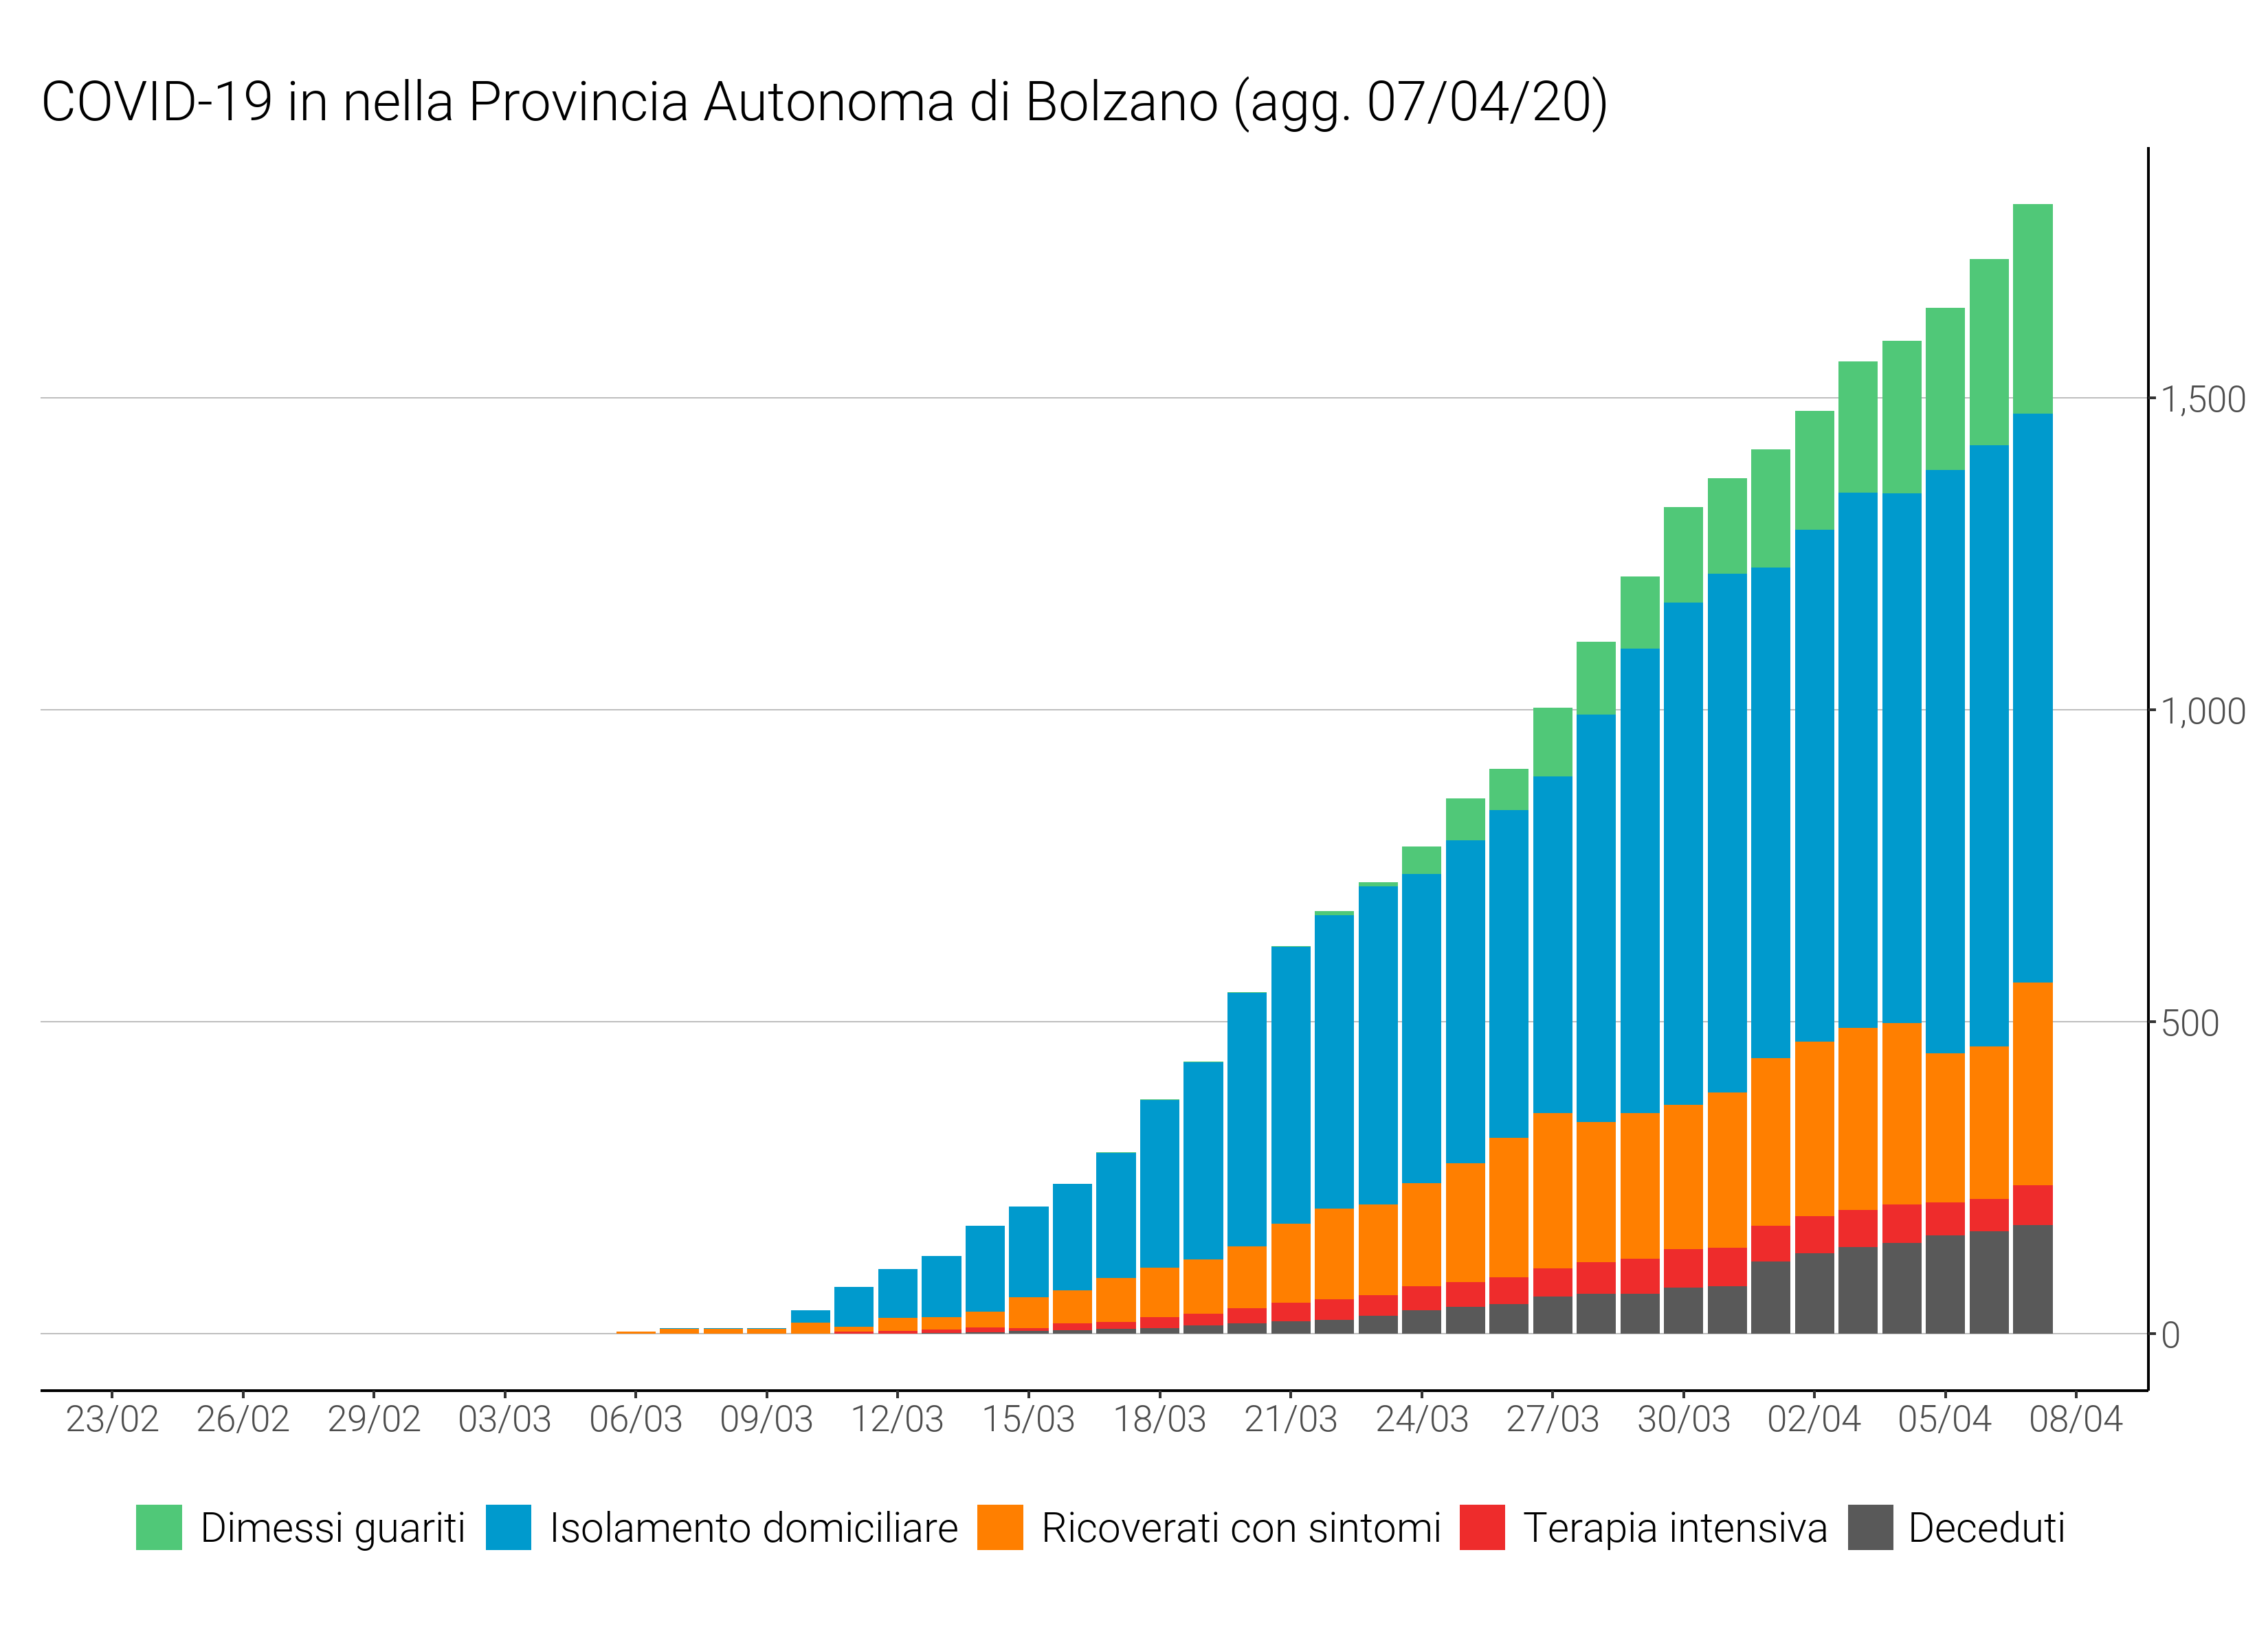 COVID-19 in nella Provincia Autonoma di Bolzano (agg. 07/04/20)
1,500
1,000
500
0
23/02 26/02 29/02 03/03 06/03 09/03 12/03 15/03 18/03 21/03 24/03 27/03 30/03 02/04 05/04 08/04
Dimessi guariti Isolamento domiciliare Ricoverati con sintomi Terapia intensiva Deceduti